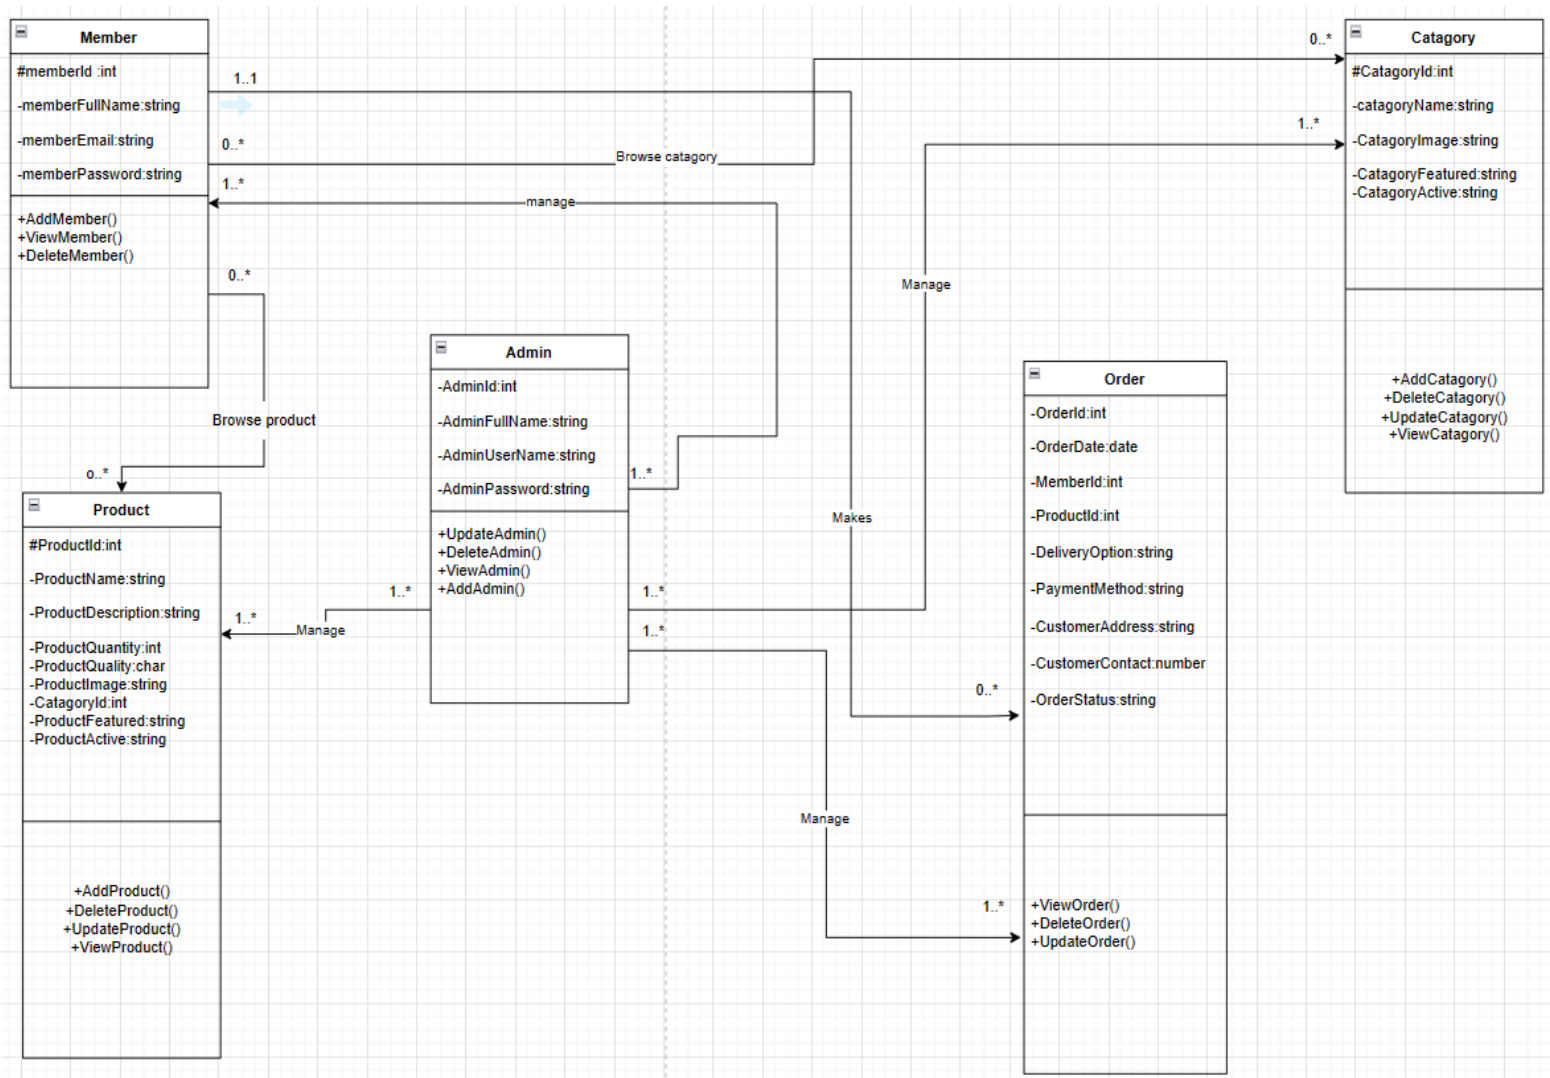 Member
#memberId :int
-memberFullName:string
-memberEmail:string
-memberPassword:string
+AddMember()
+ViewMember()
+DeleteMember()
1..1
0..*
1..*
0..*
Browse catagory
manage
Browse product
o..*
0..*
1..*
Catagory
#CatagoryId:int
-catagoryName:string
-CatagoryImage:string
-CatagoryFeatured:string
-CatagoryActive:string
+AddCatagory()
+DeleteCatagory()
+UpdateCatagory()
+ViewCatagory()
Manage
Admin
-AdminId:int
-AdminFullName:string
-AdminUserName:string
-AdminPassword:string
+UpdateAdmin()
+DeleteAdmin()
+ViewAdmin()
+AddAdmin()
1..*
1..*
1..*
1..*
1..*
Manage
Makes
Manage
0..*
1..*
Order
-OrderId:int
-OrderDate:date
-MemberId:int
-ProductId:int
-DeliveryOption:string
-PaymentMethod:string
-CustomerAddress:string
-CustomerContact:number
-OrderStatus:string
+ViewOrder()
+DeleteOrder()
+UpdateOrder()
Product
#ProductId:int
-ProductName:string
-ProductDescription:string
-ProductQuantity:int
-ProductQuality:char
-ProductImage:string
-CatagoryId:int
-ProductFeatured:string
-ProductActive:string
+AddProduct()
+DeleteProduct()
+UpdateProduct()
+ViewProduct()